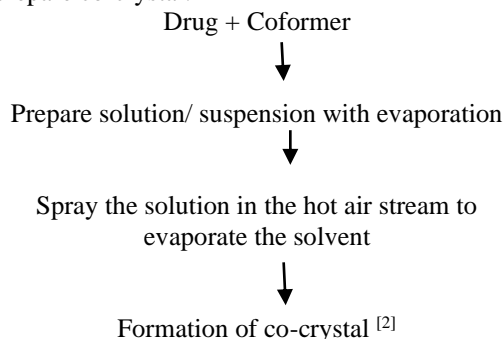 Drug + Coformer
Prepare solution/ suspension with evaporation
Spray the solution in the hot air stream to
evaporate the solvent
Formation of co-crystal [2]